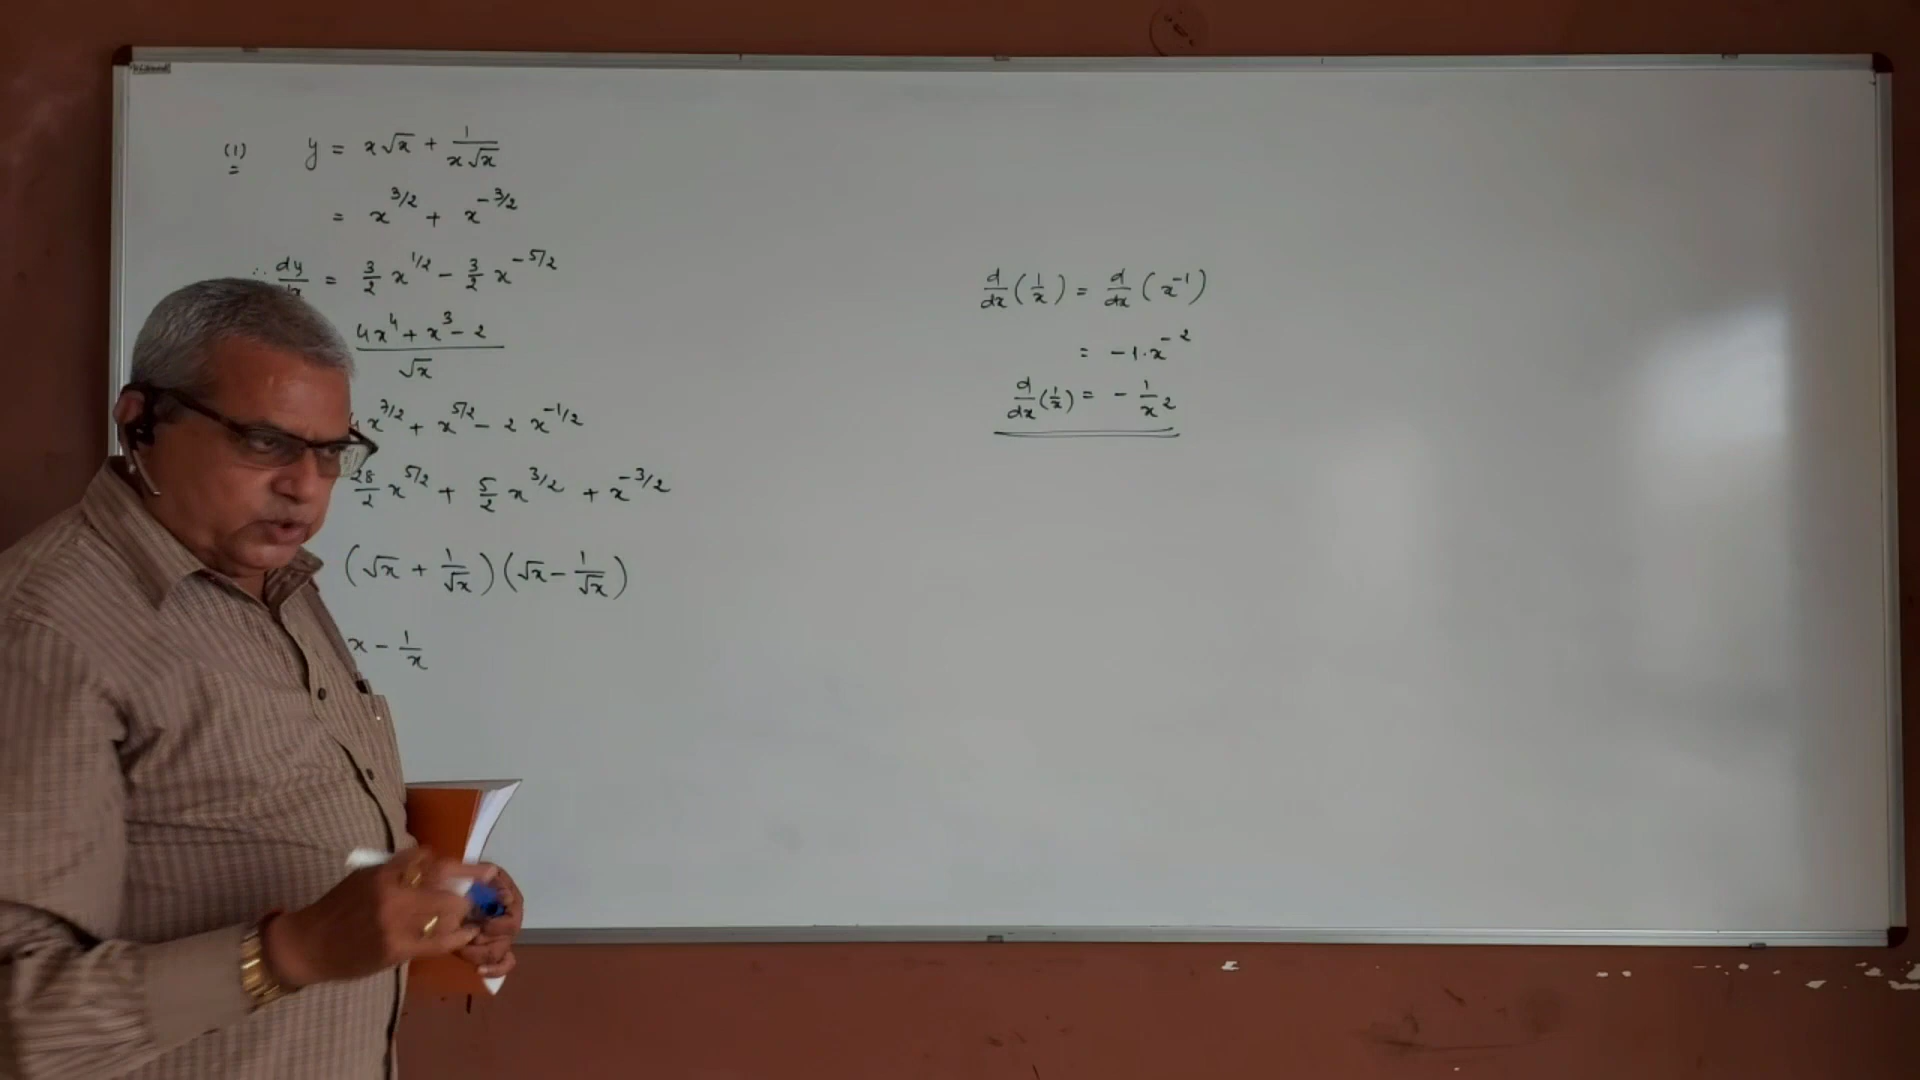 (1) y = x√x + 1/(x√x)
= x^(3/2) + x^(-3/2)
∴ dy/dx = 3/2 x^(1/2) - 3/2 x^(-5/2)
(4x^4 + x^3 - 2)/√x
4x^(7/2) + x^(5/2) - 2 x^(-1/2)
28/2 x^(5/2) + 5/2 x^(3/2) + x^(-3/2)
(√x + 1/√x)(√x - 1/√x)
x - 1/x
d/dx (1/x) = d/dx (x^(-1))
= -1·x^(-2)
d/dx (1/x) = - 1/x^2